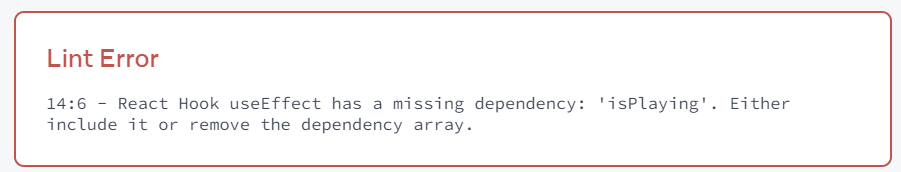 Lint Error
14:6 - React Hook useEffect has a missing dependency: 'isPlaying'. Either
include it or remove the dependency array.